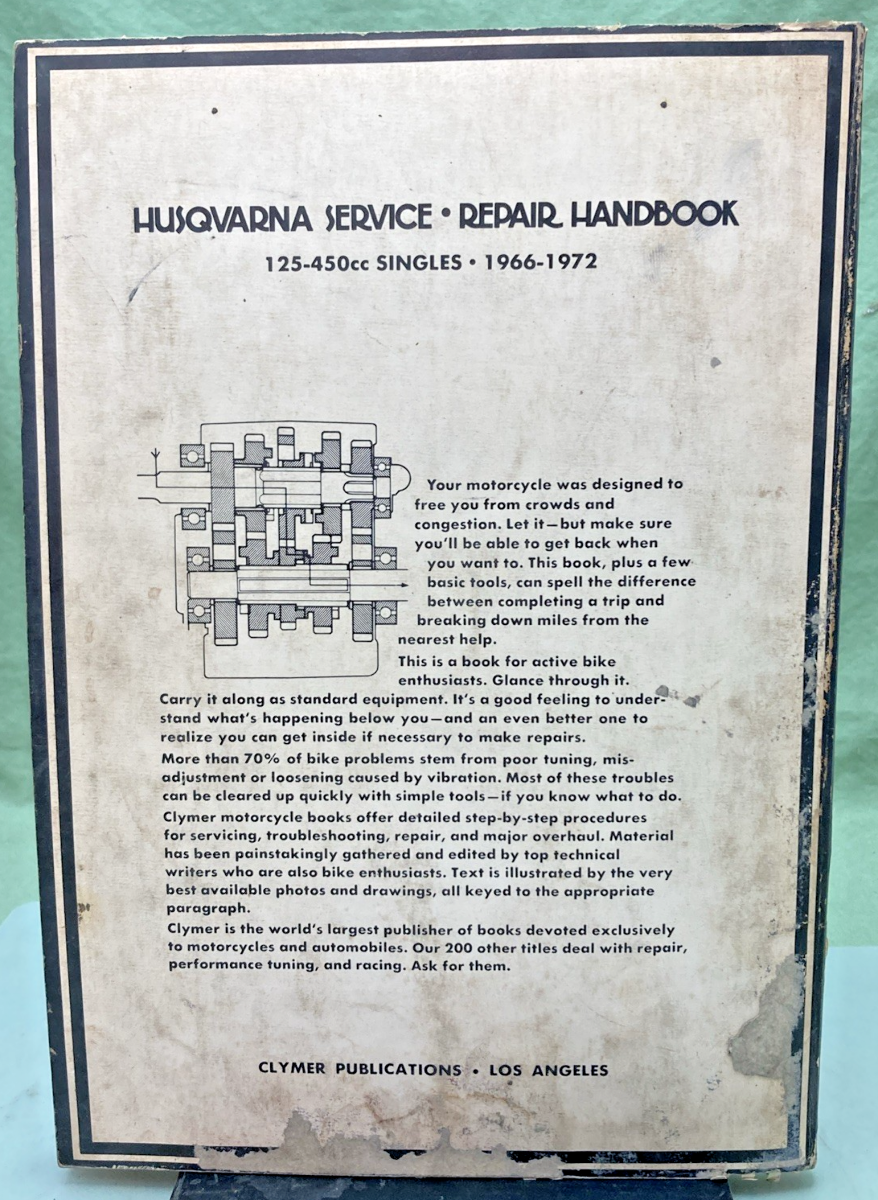 HUSQVARNA SERVICE • REPAIR HANDBOOK
125-450cc SINGLES • 1966-1972
Your motorcycle was designed to
free you from crowds and
congestion. Let it—but make sure
you'll be able to get back when
you want to. This book, plus a few
basic tools, can spell the difference
between completing a trip and
breaking down miles from the
nearest help.
This is a book for active bike
enthusiasts. Glance through it.
Carry it along as standard equipment. It's a good feeling to under-
stand what's happening below you—and an even better one to
realize you can get inside if necessary to make repairs.
More than 70% of bike problems stem from poor tuning, mis-
adjustment or loosening caused by vibration. Most of these troubles
can be cleared up quickly with simple tools—if you know what to do.
Clymer motorcycle books offer detailed step-by-step procedures
for servicing, troubleshooting, repair, and major overhaul. Material
has been painstakingly gathered and edited by top technical
writers who are also bike enthusiasts. Text is illustrated by the very
best available photos and drawings, all keyed to the appropriate
paragraph.
Clymer is the world's largest publisher of books devoted exclusively
to motorcycles and automobiles. Our 200 other titles deal with repair,
performance tuning, and racing. Ask for them.
CLYMER PUBLICATIONS • LOS ANGELES